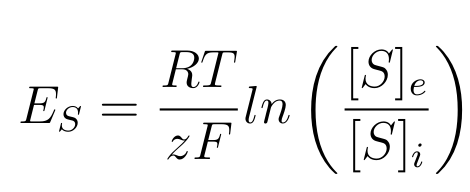 E_S = \frac{RT}{zF} ln \left( \frac{[S]_e}{[S]_i} \right)